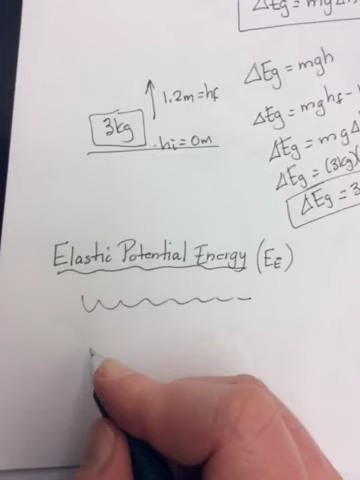 ΔEg = mgΔ
ΔEg = mgh
1.2m = hf
3kg
hi = 0m
ΔEg = mghf -
ΔEg = mgΔ
ΔEg = (3kg)(
ΔEg = 3
Elastic Potential Energy (EE)